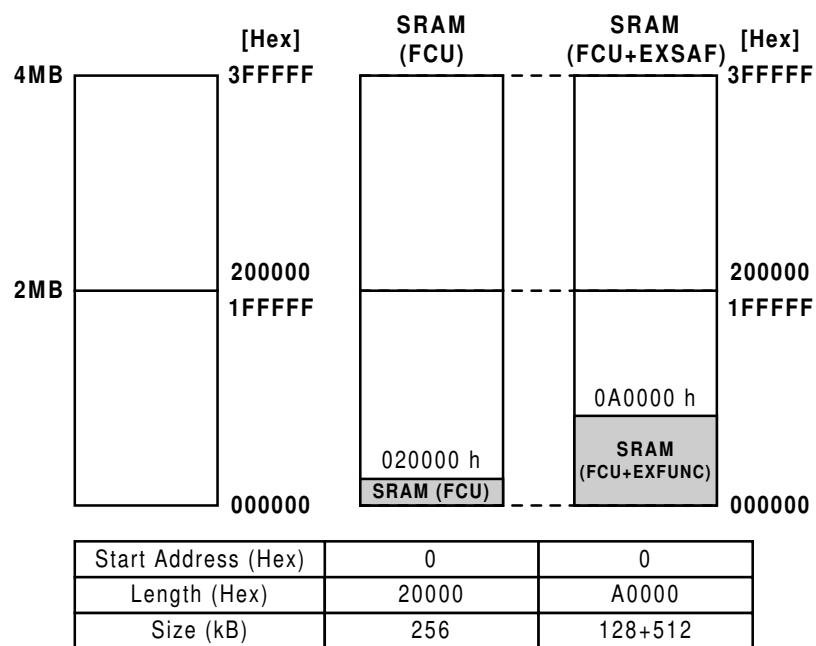 SRAM
(FCU)
SRAM
(FCU+EXSAF)
[Hex]
[Hex]
4MB
3FFFFF
3FFFFF
200000
200000
2MB
1FFFFF
1FFFFF
0A0000 h
020000 h
SRAM
(FCU+EXFUNC)
SRAM (FCU)
000000
000000
Start Address (Hex) 0 0
Length (Hex) 20000 A0000
Size (kB) 256 128+512